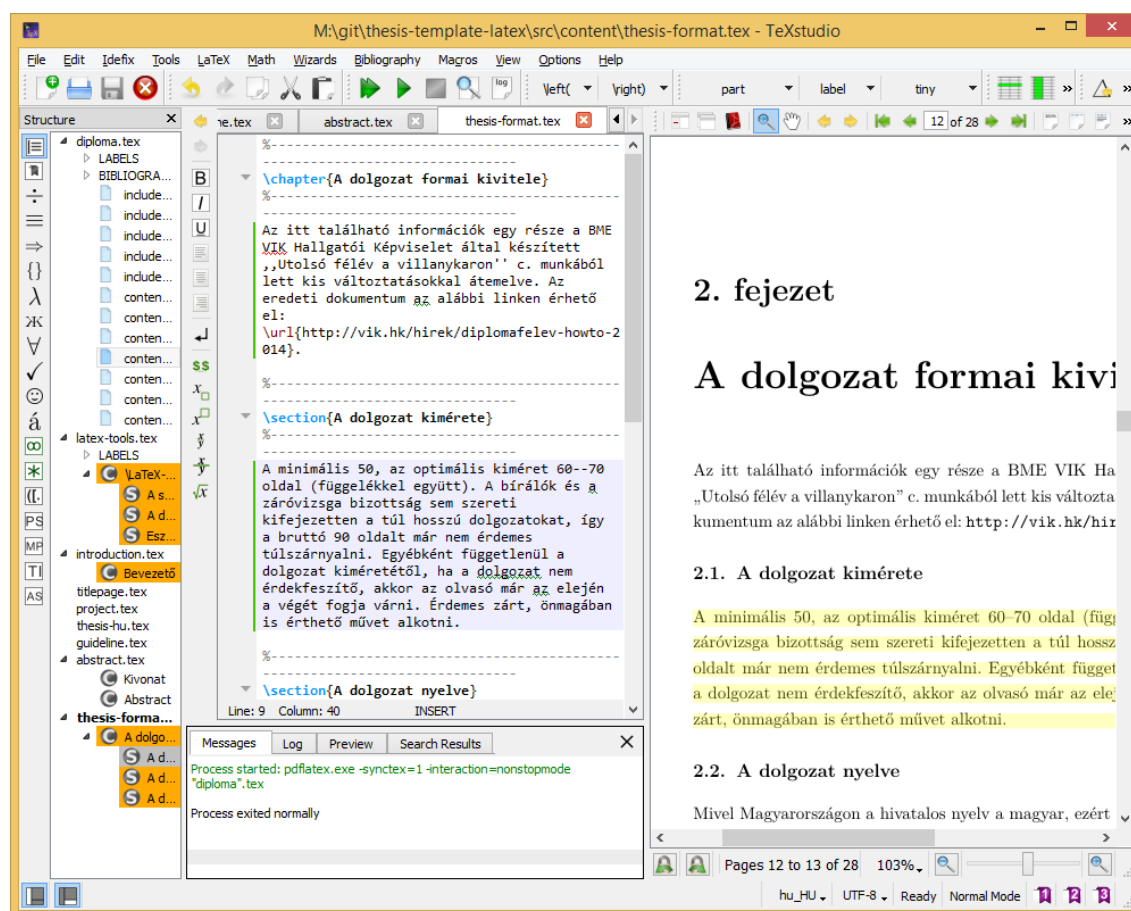 M:\git\thesis-template-latex\src\content\thesis-format.tex - TeXstudio
File Edit Idefix Tools LaTeX Math Wizards Bibliography Magros View Options Help
log \left( \right) part label tiny » »
Structure ne.tex abstract.tex thesis-format.tex 12 of 28 »
diploma.tex
LABELS
BIBLIOGRA...
include...
include...
include...
include...
include...
conten...
conten...
conten...
conten...
conten...
conten...
conten...
latex-tools.tex
LABELS
\LaTeX-...
A s...
A d...
Esz...
introduction.tex
Bevezető
titlepage.tex
project.tex
thesis-hu.tex
guideline.tex
abstract.tex
Kivonat
Abstract
thesis-forma...
A dolgo...
A d...
A d...
A d...
PS
MP
TI
AS
B
I
U
$$
%-----------------------------------------------
---------------------------------
\chapter{A dolgozat formai kivitele}
%-----------------------------------------------
---------------------------------
Az itt található információk egy része a BME
VIK Hallgatói Képviselet által készített
,,Utolsó félév a villanykaron'' c. munkából
lett kis változtatásokkal átemelve. Az
eredeti dokumentum az alábbi linken érhető
el:
\url{http://vik.hk/hirek/diplomafelev-howto-2
014}.
%-----------------------------------------------
---------------------------------
\section{A dolgozat kimérete}
%-----------------------------------------------
---------------------------------
A minimális 50, az optimális kiméret 60--70
oldal (függelékkel együtt). A bírálók és a
záróvizsga bizottság sem szereti
kifejezetten a túl hosszú dolgozatokat, így
a bruttó 90 oldalt már nem érdemes
túlszárnyalni. Egyébként függetlenül a
dolgozat kiméretétől, ha a dolgozat nem
érdekfeszítő, akkor az olvasó már az elején
a végét fogja várni. Érdemes zárt, önmagában
is érthető művet alkotni.
%-----------------------------------------------
---------------------------------
\section{A dolgozat nyelve}
Line: 9 Column: 40 INSERT
Messages Log Preview Search Results
Process started: pdflatex.exe -synctex=1 -interaction=nonstopmode
"diploma".tex
Process exited normally
2. fejezet
A dolgozat formai kivi
Az itt található információk egy része a BME VIK Ha
„Utolsó félév a villanykaron” c. munkából lett kis változta
kumentum az alábbi linken érhető el: http://vik.hk/hir
2.1. A dolgozat kimérete
A minimális 50, az optimális kiméret 60–70 oldal (függ
záróvizsga bizottság sem szereti kifejezetten a túl hossz
oldalt már nem érdemes túlszárnyalni. Egyébként függet
a dolgozat nem érdekfeszítő, akkor az olvasó már az elej
zárt, önmagában is érthető művet alkotni.
2.2. A dolgozat nyelve
Mivel Magyarországon a hivatalos nyelv a magyar, ezért
Pages 12 to 13 of 28 103%
hu_HU UTF-8 Ready Normal Mode 1 2 3